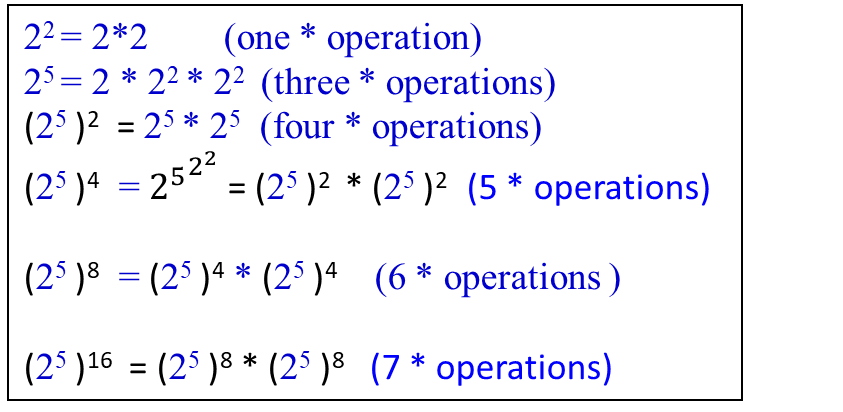 2² = 2*2 (one * operation)
2⁵ = 2 * 2² * 2² (three * operations)
(2⁵ )² = 2⁵ * 2⁵ (four * operations)
(2⁵ )⁴ = 2^5^2^2 = (2⁵ )² * (2⁵ )² (5 * operations)
(2⁵ )⁸ = (2⁵ )⁴ * (2⁵ )⁴ (6 * operations )
(2⁵ )¹⁶ = (2⁵ )⁸ * (2⁵ )⁸ (7 * operations)